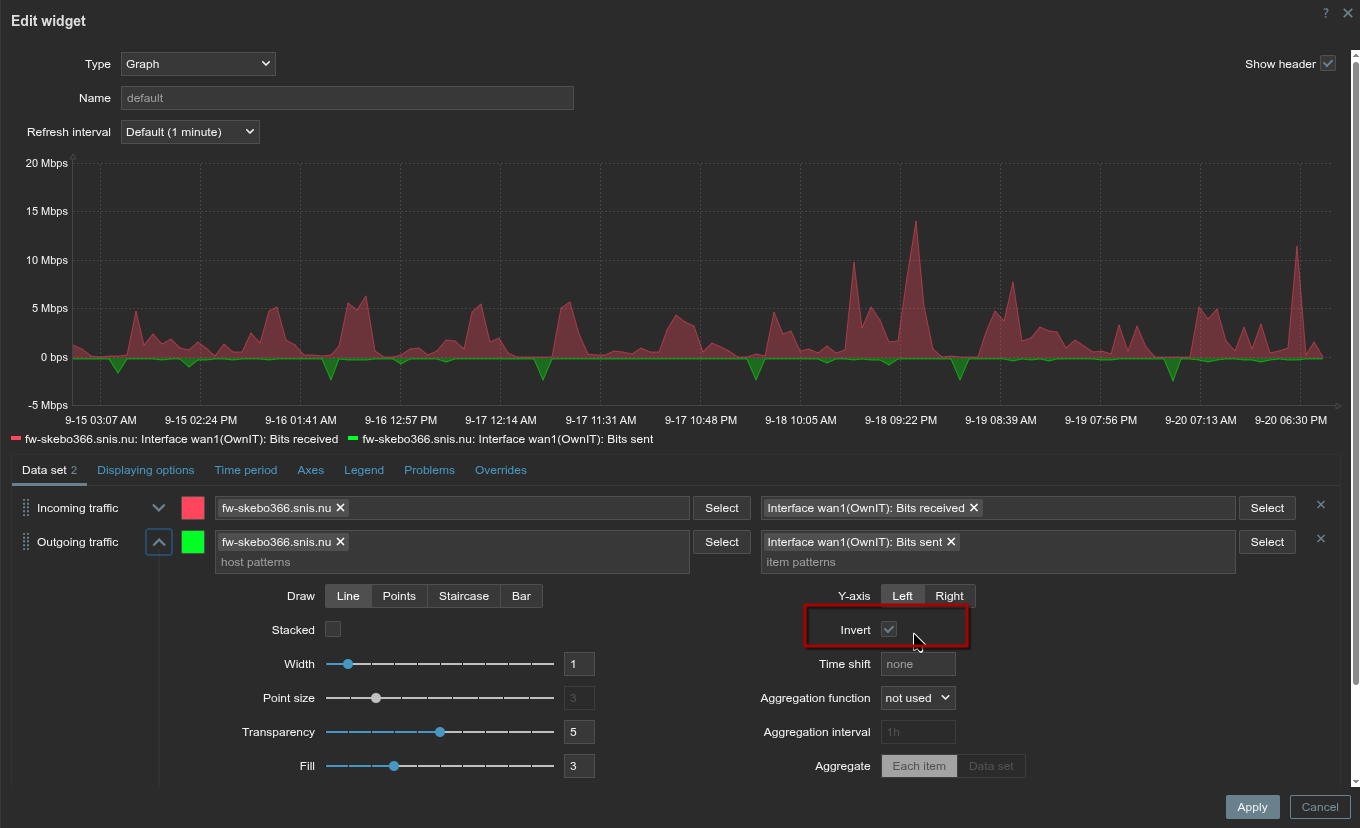 Edit widget
?
Type Graph Show header
Name default
Refresh interval Default (1 minute)
20 Mbps
15 Mbps
10 Mbps
5 Mbps
0 bps
-5 Mbps
9-15 03:07 AM 9-15 02:24 PM 9-16 01:41 AM 9-16 12:57 PM 9-17 12:14 AM 9-17 11:31 AM 9-17 10:48 PM 9-18 10:05 AM 9-18 09:22 PM 9-19 08:39 AM 9-19 07:56 PM 9-20 07:13 AM 9-20 06:30 PM
fw-skebo366.snis.nu: Interface wan1(OwnIT): Bits received fw-skebo366.snis.nu: Interface wan1(OwnIT): Bits sent
Data set 2 Displaying options Time period Axes Legend Problems Overrides
Incoming traffic fw-skebo366.snis.nu Select Interface wan1(OwnIT): Bits received Select
Outgoing traffic fw-skebo366.snis.nu Select Interface wan1(OwnIT): Bits sent Select
host patterns item patterns
Draw Line Points Staircase Bar Y-axis Left Right
Stacked Invert
Width 1 Time shift none
Point size 3 Aggregation function not used
Transparency 5 Aggregation interval 1h
Fill 3 Aggregate Each item Data set
Apply Cancel